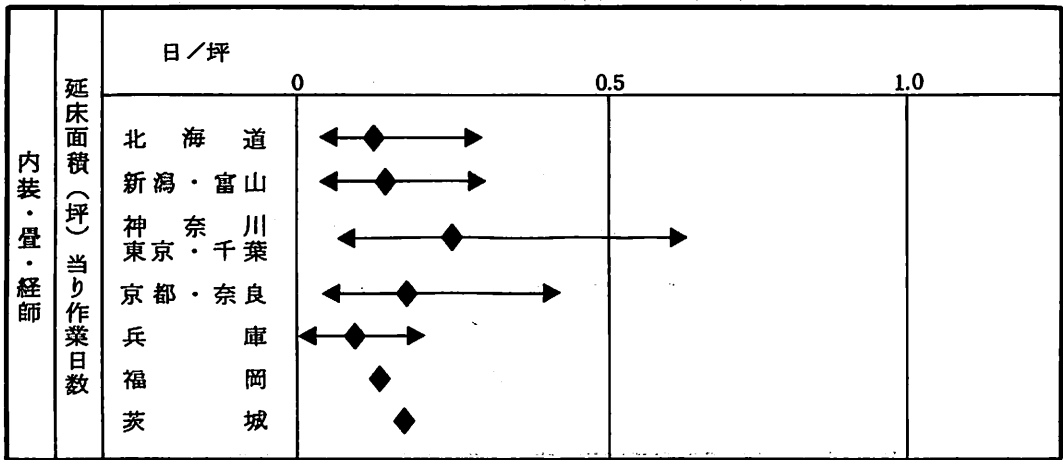 内装・畳・経師
延床面積(坪)当り作業日数
日/坪
0 0.5 1.0
北海道
新潟・富山
神奈川
東京・千葉
京都・奈良
兵庫
福岡
茨城